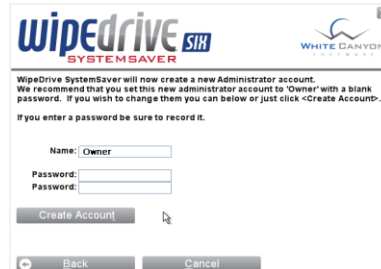 WipeDrive SIX
SYSTEMSAVER
WHITE CANYON
SOFTWARE
WipeDrive SystemSaver will now create a new Administrator account.
We recommend that you set this new administrator account to 'Owner' with a blank
password. If you wish to change them you can below or just click <Create Account>.
If you enter a password be sure to record it.
Name: Owner
Password:
Password:
Create Account
Back Cancel